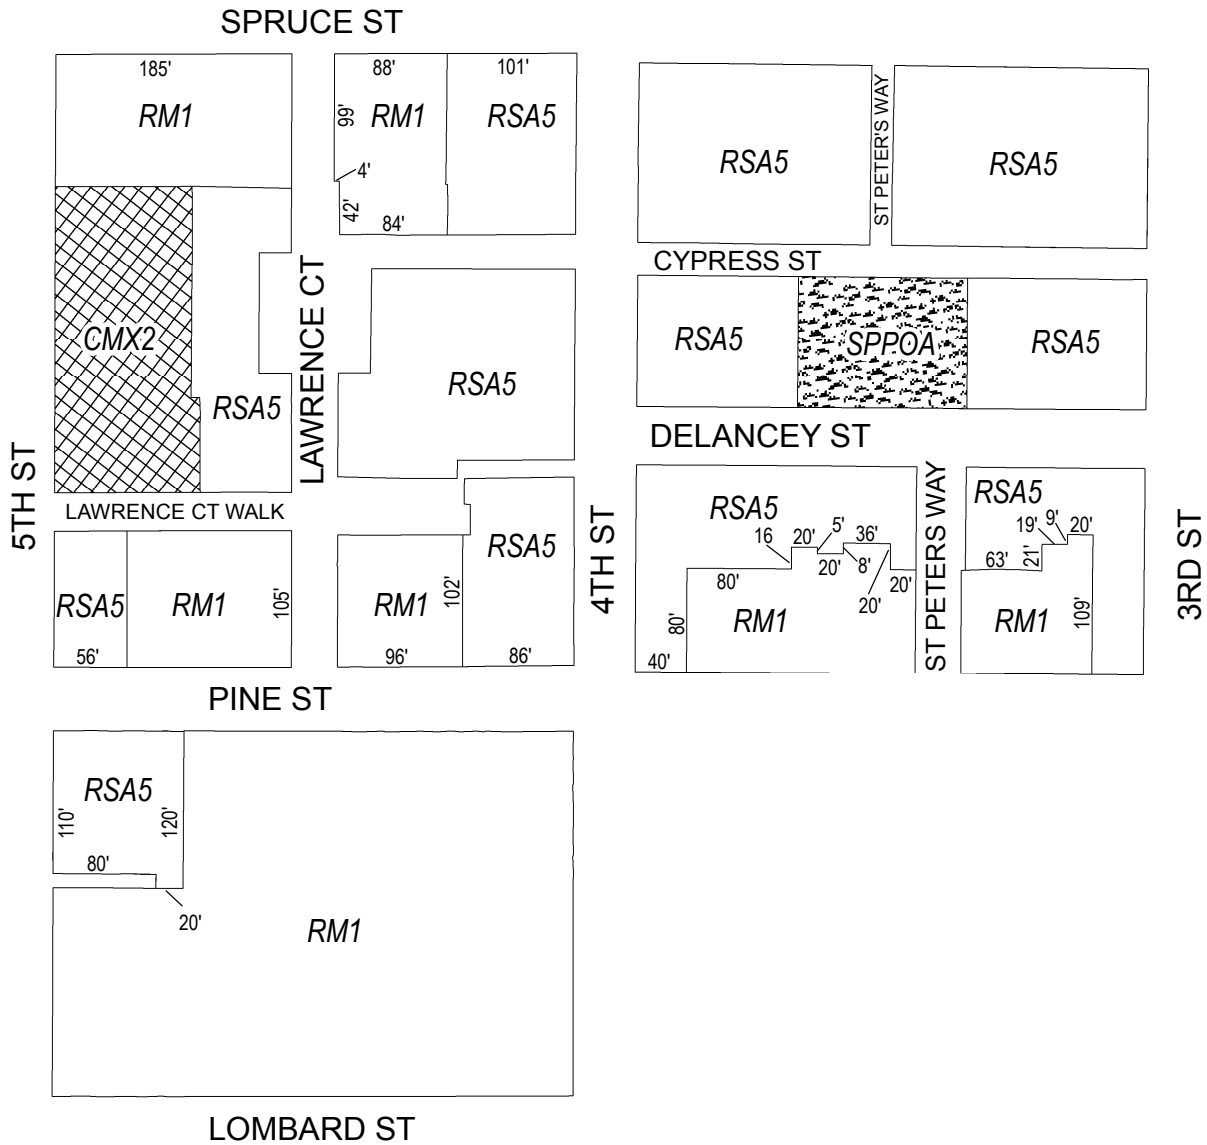 SPRUCE ST
185'
RM1
88'
99'
RM1
4'
42'
84'
101'
RSA5
RSA5
ST PETER'S WAY
RSA5
CYPRESS ST
CMX2
RSA5
LAWRENCE CT
RSA5
RSA5
SPPOA
RSA5
DELANCEY ST
5TH ST
LAWRENCE CT WALK
RSA5
56'
RM1
105'
RM1
102'
96'
RSA5
86'
4TH ST
RSA5
16
20'
5'
20'
36'
8'
20'
20'
80'
80'
RM1
40'
ST PETERS WAY
RSA5
19'
9'
20'
63'
21'
RM1
109'
3RD ST
PINE ST
RSA5
110'
120'
80'
20'
RM1
LOMBARD ST